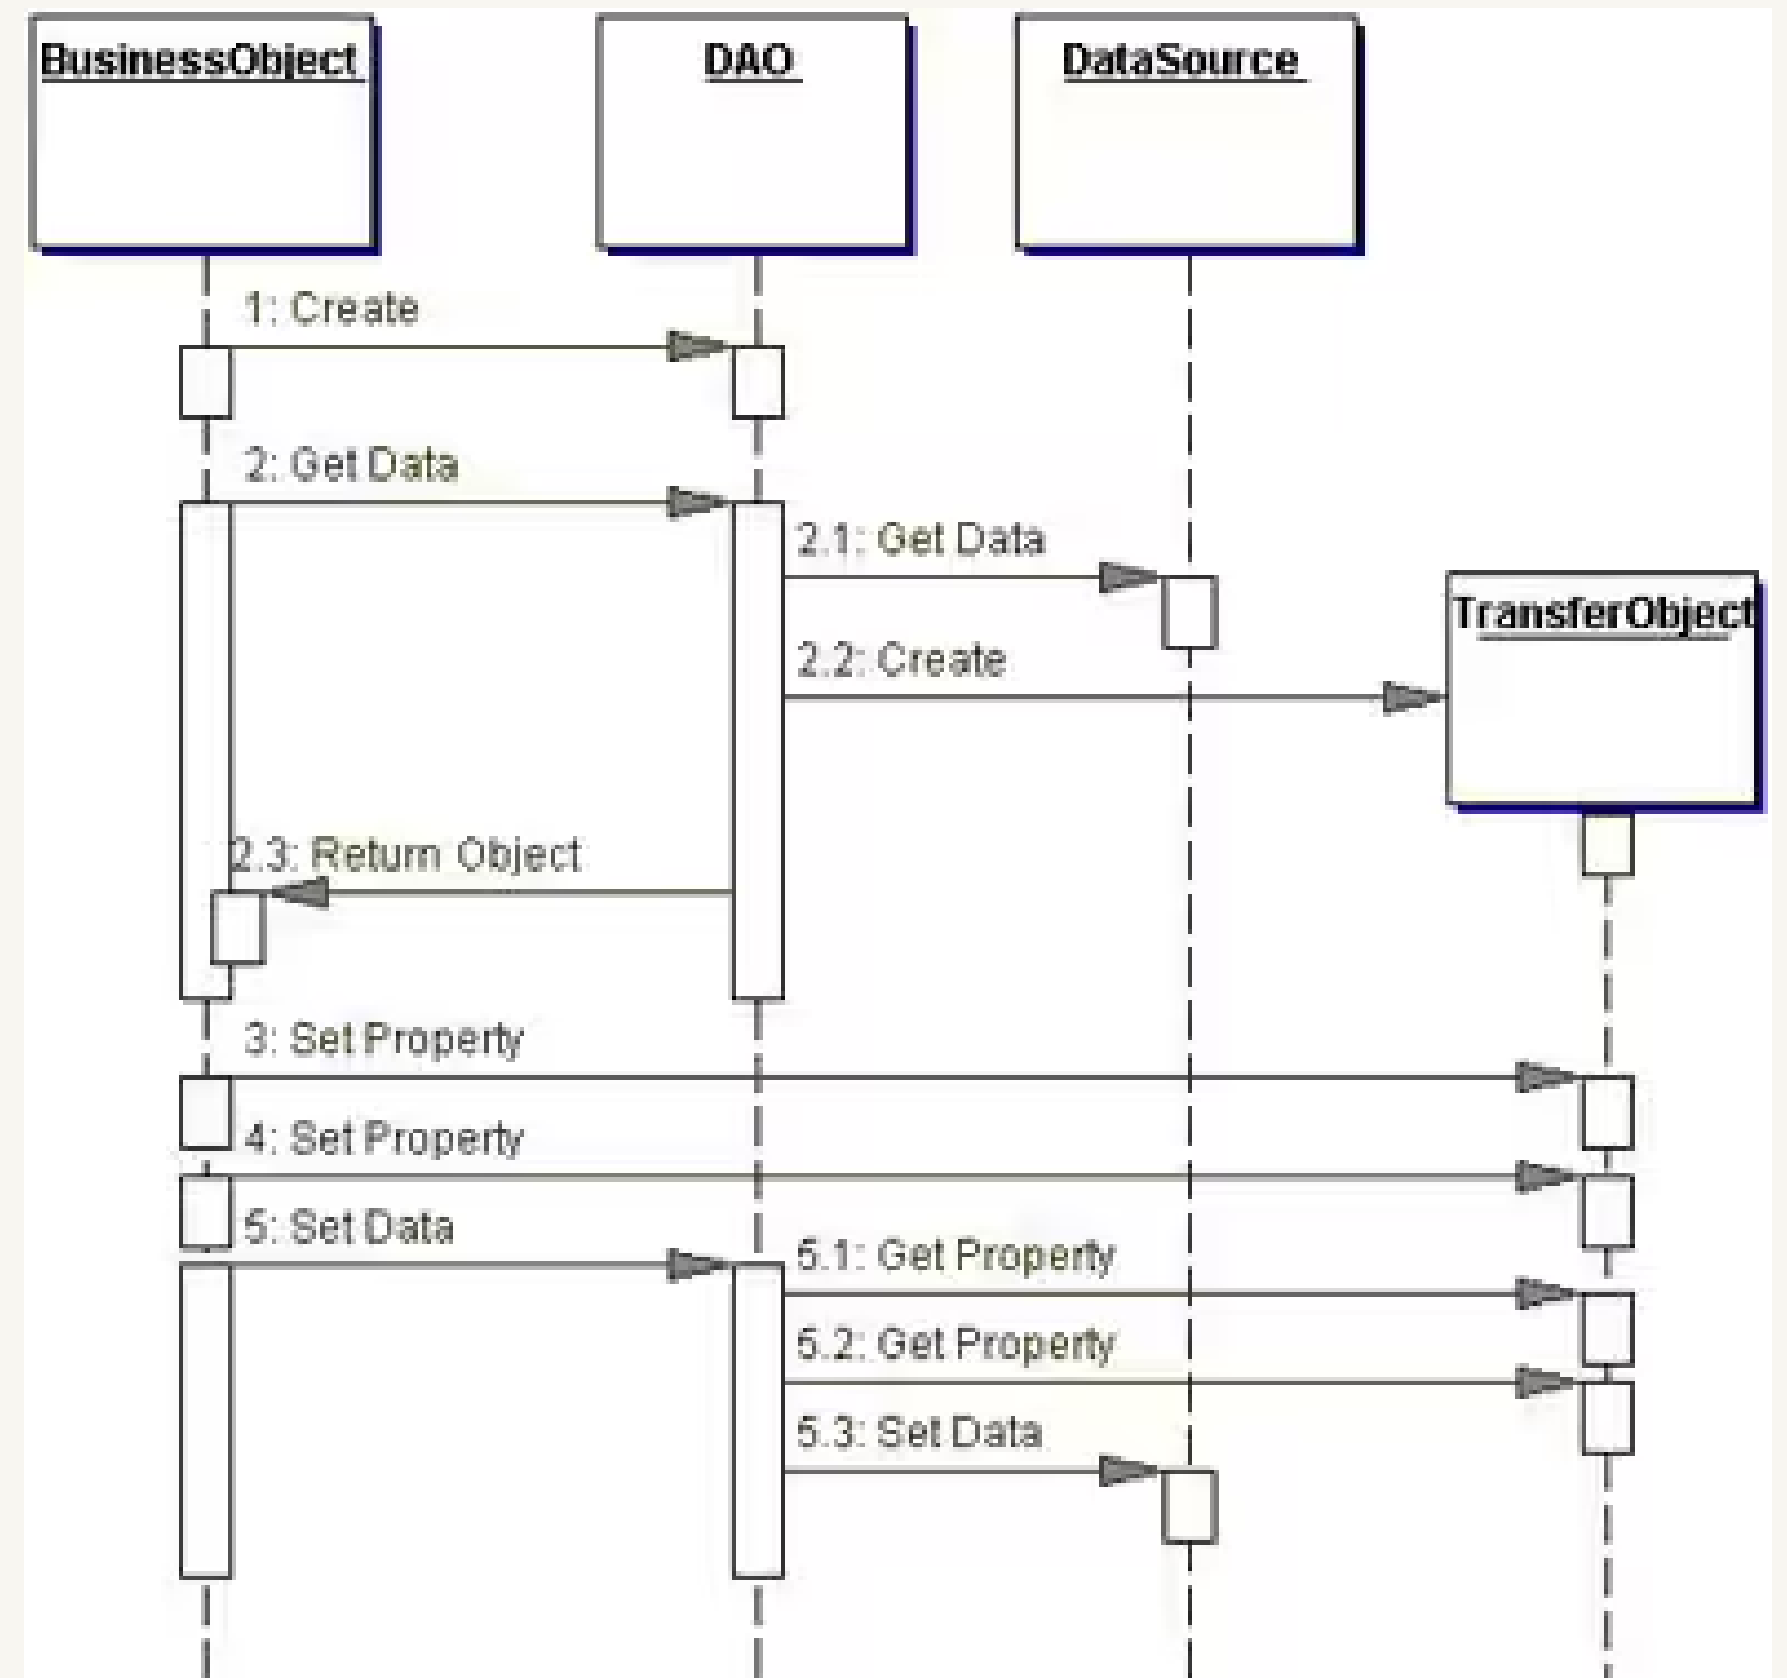 BusinessObject
DAO
DataSource
1: Create
2: Get Data
2.1: Get Data
TransferObject
2.2: Create
2.3: Return Object
3: Set Property
4: Set Property
5: Set Data
5.1: Get Property
5.2: Get Property
5.3: Set Data